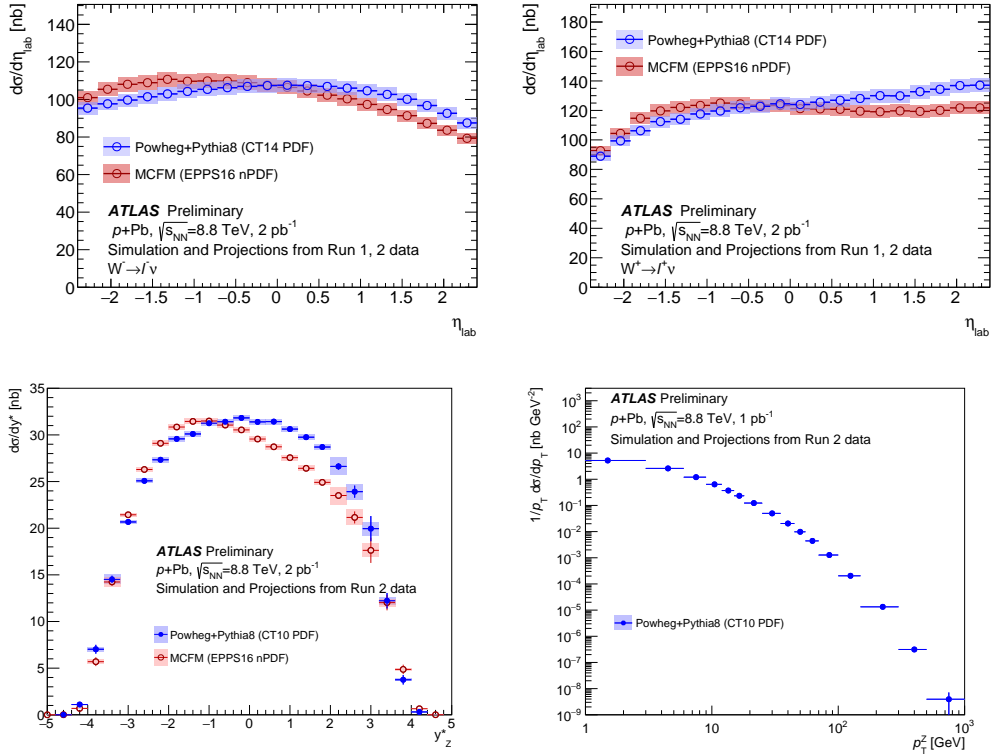 dσ/dη_lab [nb]
140
120
100
80
60
40
20
0
Powheg+Pythia8 (CT14 PDF)
MCFM (EPPS16 nPDF)
ATLAS Preliminary
p+Pb, √s_NN=8.8 TeV, 2 pb⁻¹
Simulation and Projections from Run 1, 2 data
W⁻→l⁻ν
−2 −1.5 −1 −0.5 0 0.5 1 1.5 2
η_lab
dσ/dη_lab [nb]
180
160
140
120
100
80
60
40
20
0
Powheg+Pythia8 (CT14 PDF)
MCFM (EPPS16 nPDF)
ATLAS Preliminary
p+Pb, √s_NN=8.8 TeV, 2 pb⁻¹
Simulation and Projections from Run 1, 2 data
W⁺→l⁺ν
−2 −1.5 −1 −0.5 0 0.5 1 1.5 2
η_lab
dσ/dy* [nb]
35
30
25
20
15
10
5
0
ATLAS Preliminary
p+Pb, √s_NN=8.8 TeV, 2 pb⁻¹
Simulation and Projections from Run 2 data
Powheg+Pythia8 (CT10 PDF)
MCFM (EPPS16 nPDF)
−5 −4 −3 −2 −1 0 1 2 3 4 5
y*_Z
1/p_T dσ/dp_T [nb GeV⁻²]
10³
10²
10
1
10⁻¹
10⁻²
10⁻³
10⁻⁴
10⁻⁵
10⁻⁶
10⁻⁷
10⁻⁸
10⁻⁹
ATLAS Preliminary
p+Pb, √s_NN=8.8 TeV, 1 pb⁻¹
Simulation and Projections from Run 2 data
Powheg+Pythia8 (CT10 PDF)
1 10 10² 10³
p_T^Z [GeV]